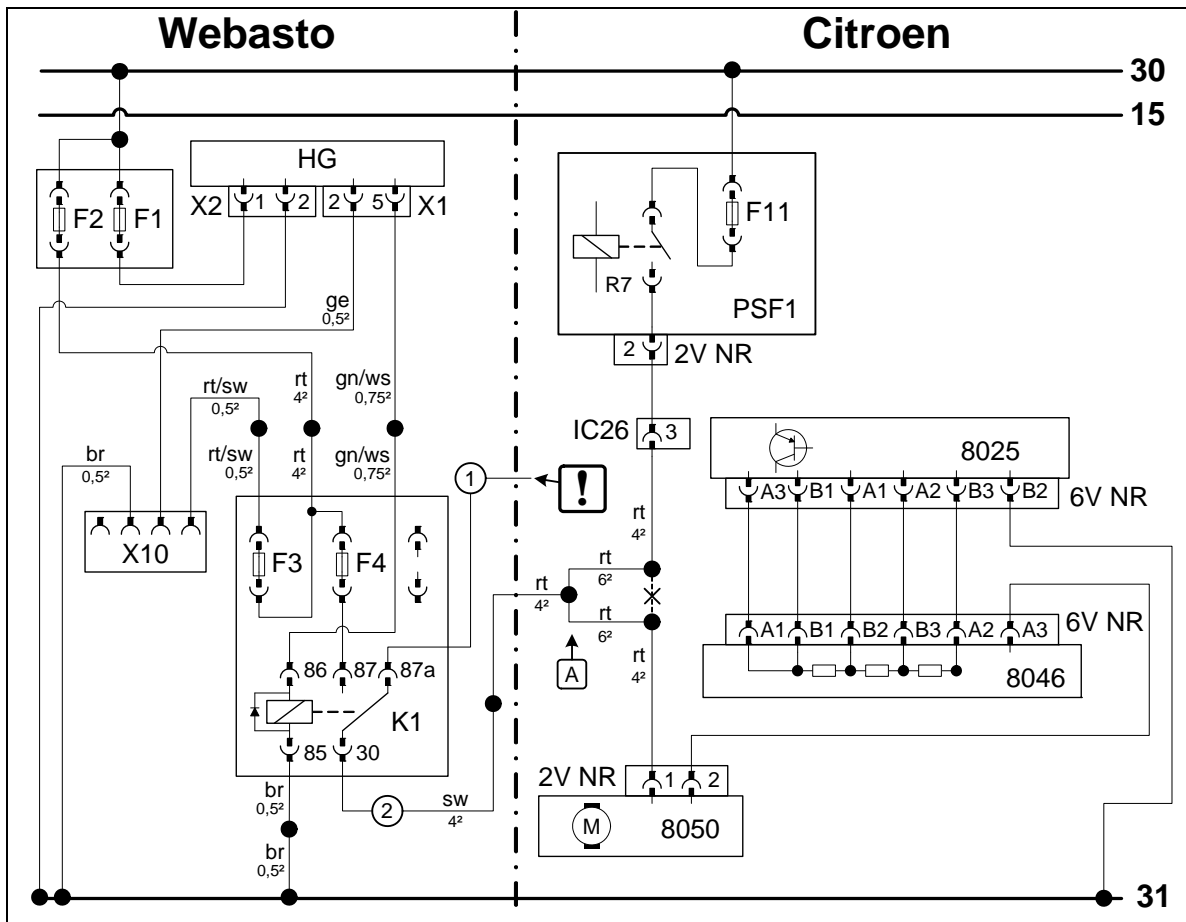 Webasto
Citroen
30
15
HG
X2 1 2 2 5 X1
F2 F1
F11
R7
PSF1
2 2V NR
ge
0,5²
rt/sw
0,5²
rt
4²
gn/ws
0,75²
IC26 3
8025
A3 B1 A1 A2 B3 B2 6V NR
br
0,5²
rt/sw
0,5²
rt
4²
gn/ws
0,75²
1
!
X10
F3 F4
rt
4²
rt
6²
rt
4²
rt
6²
rt
4²
A
A1 B1 B2 B3 A2 A3 6V NR
8046
86 87 87a
K1
85 30
2V NR 1 2
M 8050
br
0,5²
2
sw
4²
br
0,5²
31